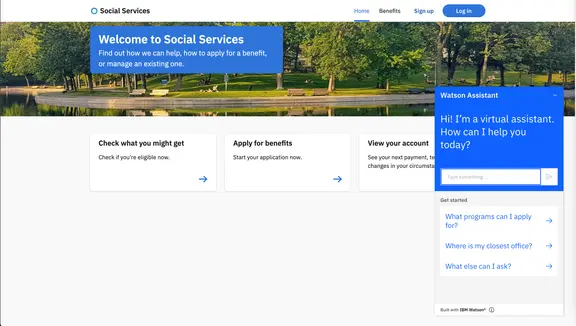 Social Services
Home
Benefits
Sign up
Log in
Welcome to Social Services
Find out how we can help, how to apply for a benefit,
or manage an existing one.
Check what you might get
Check if you're eligible now.
Apply for benefits
Start your application now.
View your account
See your next payment, te
changes in your circumsta
Watson Assistant
Hi! I'm a virtual assistant.
How can I help you
today?
Type something...
Get started
What programs can I apply
for?
Where is my closest office?
What else can I ask?
Built with IBM Watson®